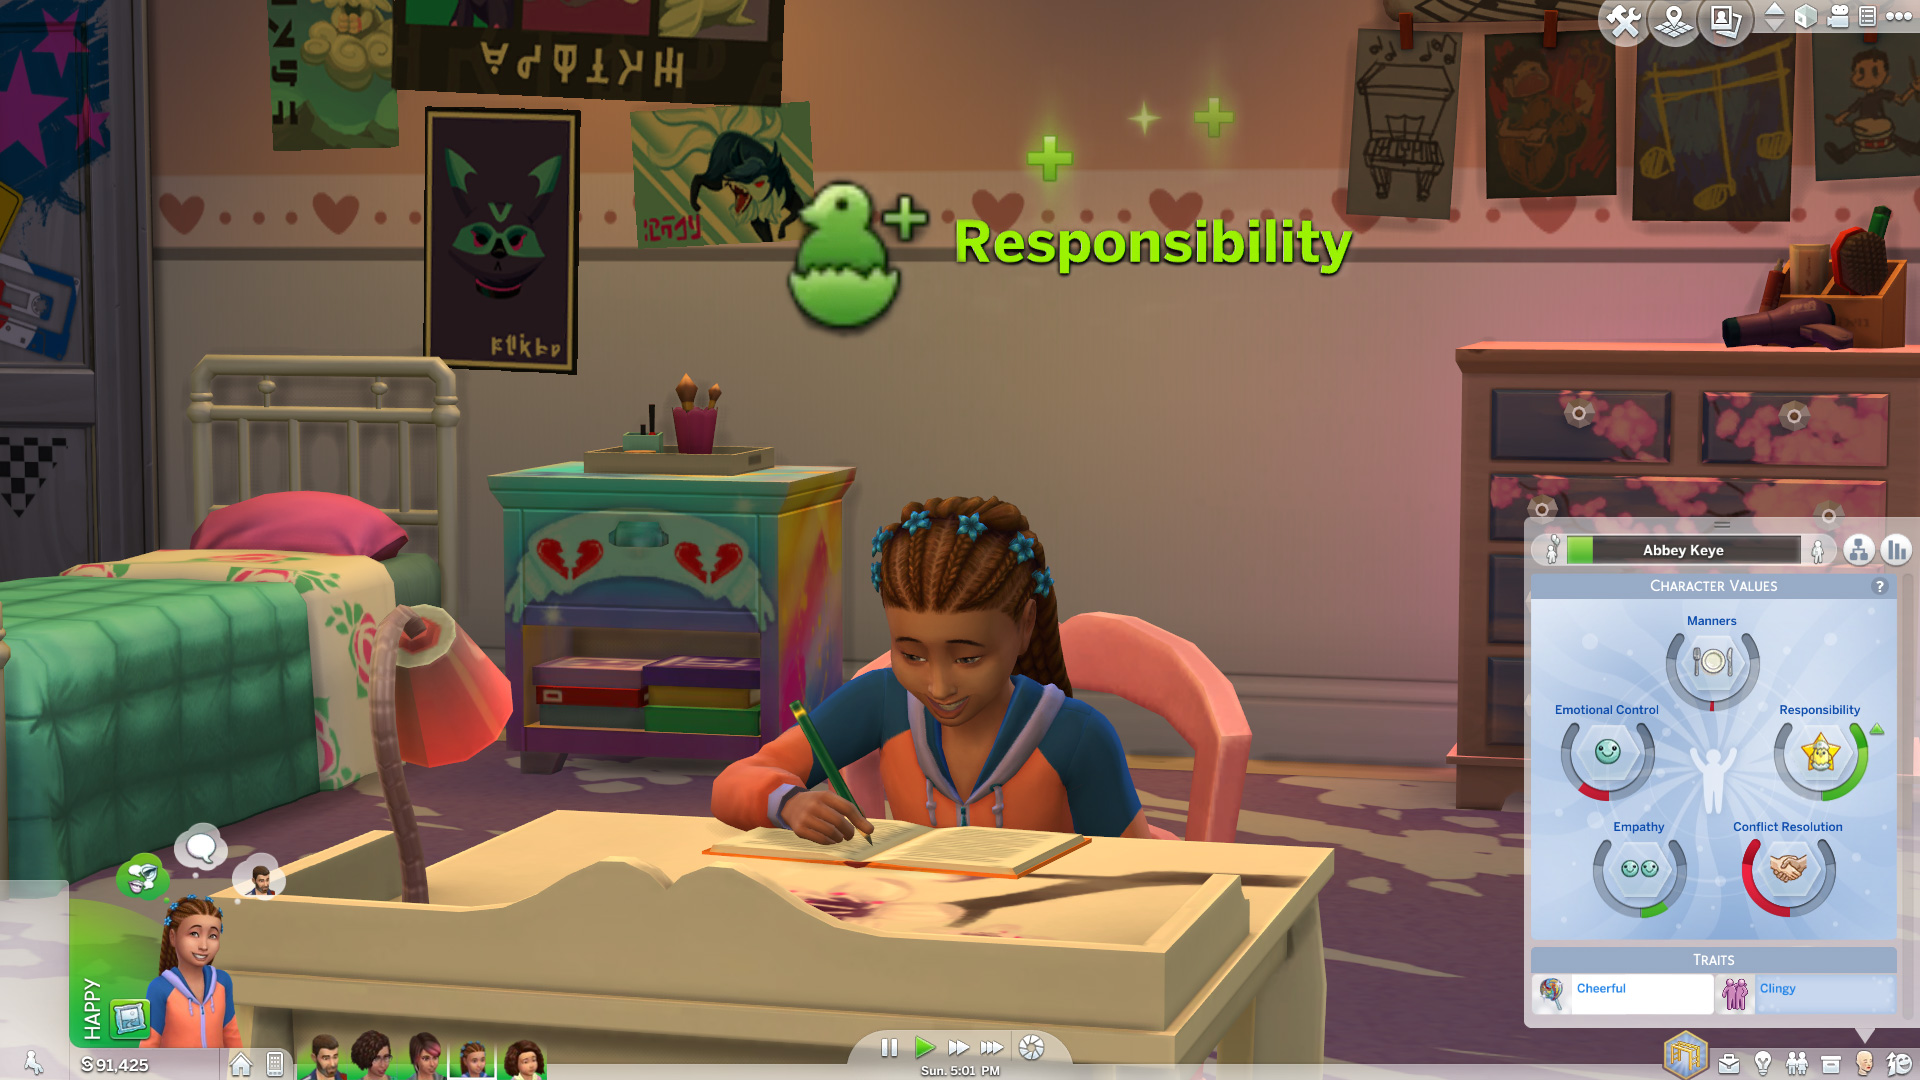 Responsibility
Abbey Keye
Character Values
?
Manners
Emotional Control
Responsibility
Empathy
Conflict Resolution
Traits
Cheerful
Clingy
HAPPY
§91,425
Sun. 5:01 PM